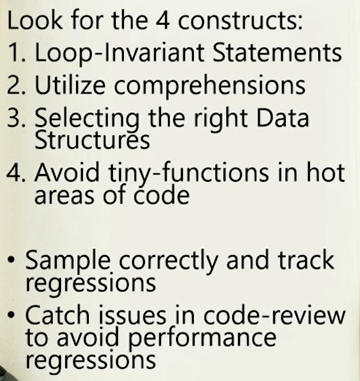 Look for the 4 constructs:
1. Loop-Invariant Statements
2. Utilize comprehensions
3. Selecting the right Data
Structures
4. Avoid tiny-functions in hot
areas of code
• Sample correctly and track
regressions
• Catch issues in code-review
to avoid performance
regressions